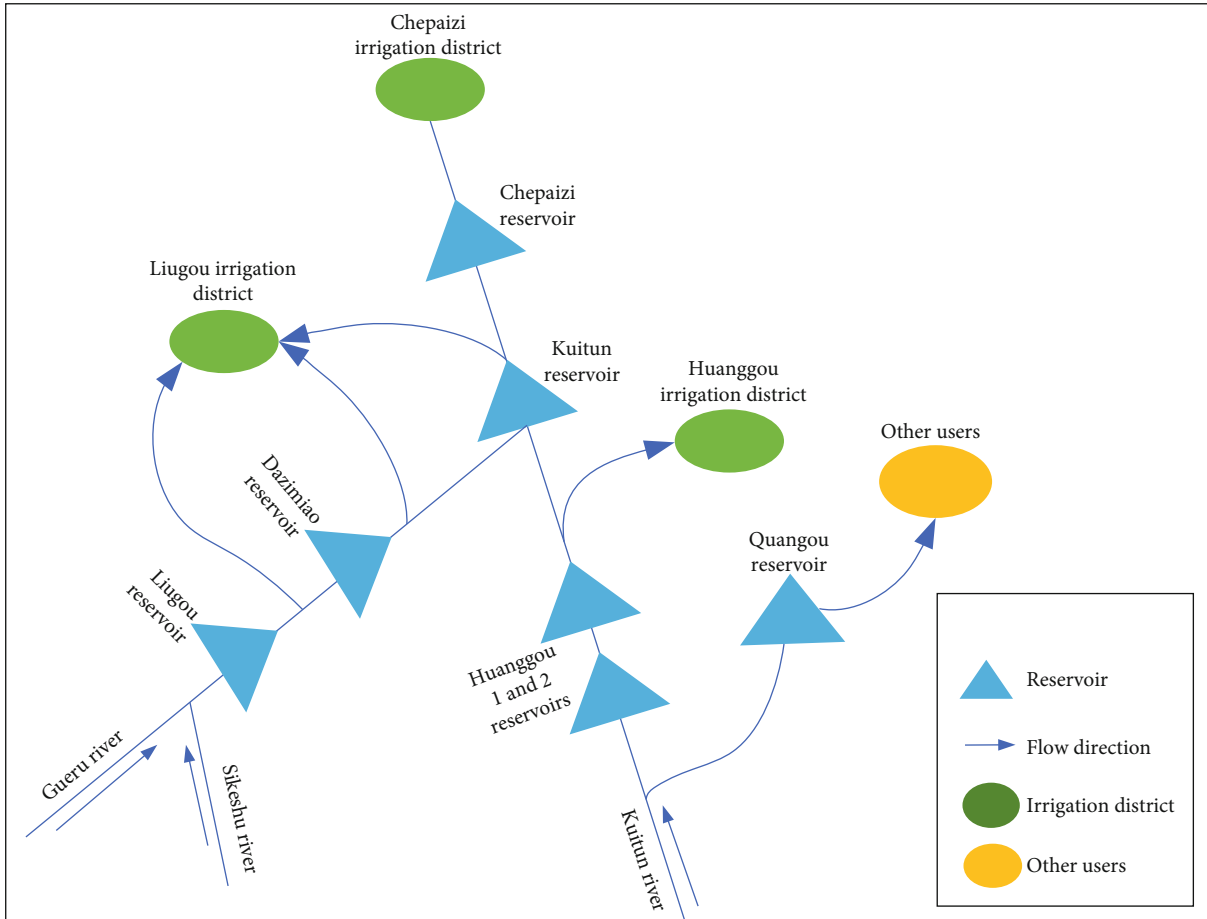 Chepaizi
irrigation district
Chepaizi
reservoir
Liugou irrigation
district
Kuitun
reservoir
Huanggou
irrigation district
Other users
Dazimiao
reservoir
Quangou
reservoir
Liugou
reservoir
Huanggou
1 and 2
reservoirs
Gueru river
Sikeshu river
Kuitun river
Reservoir
Flow direction
Irrigation district
Other users